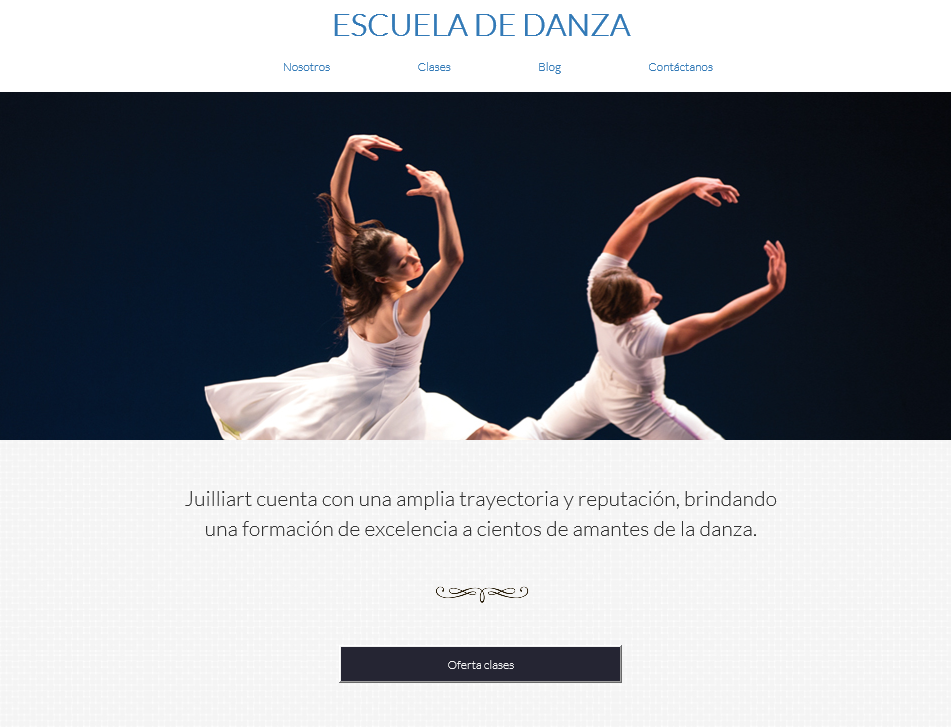 ESCUELA DE DANZA
Nosotros Clases Blog Contáctanos
Juilliart cuenta con una amplia trayectoria y reputación, brindando
una formación de excelencia a cientos de amantes de la danza.
Oferta clases